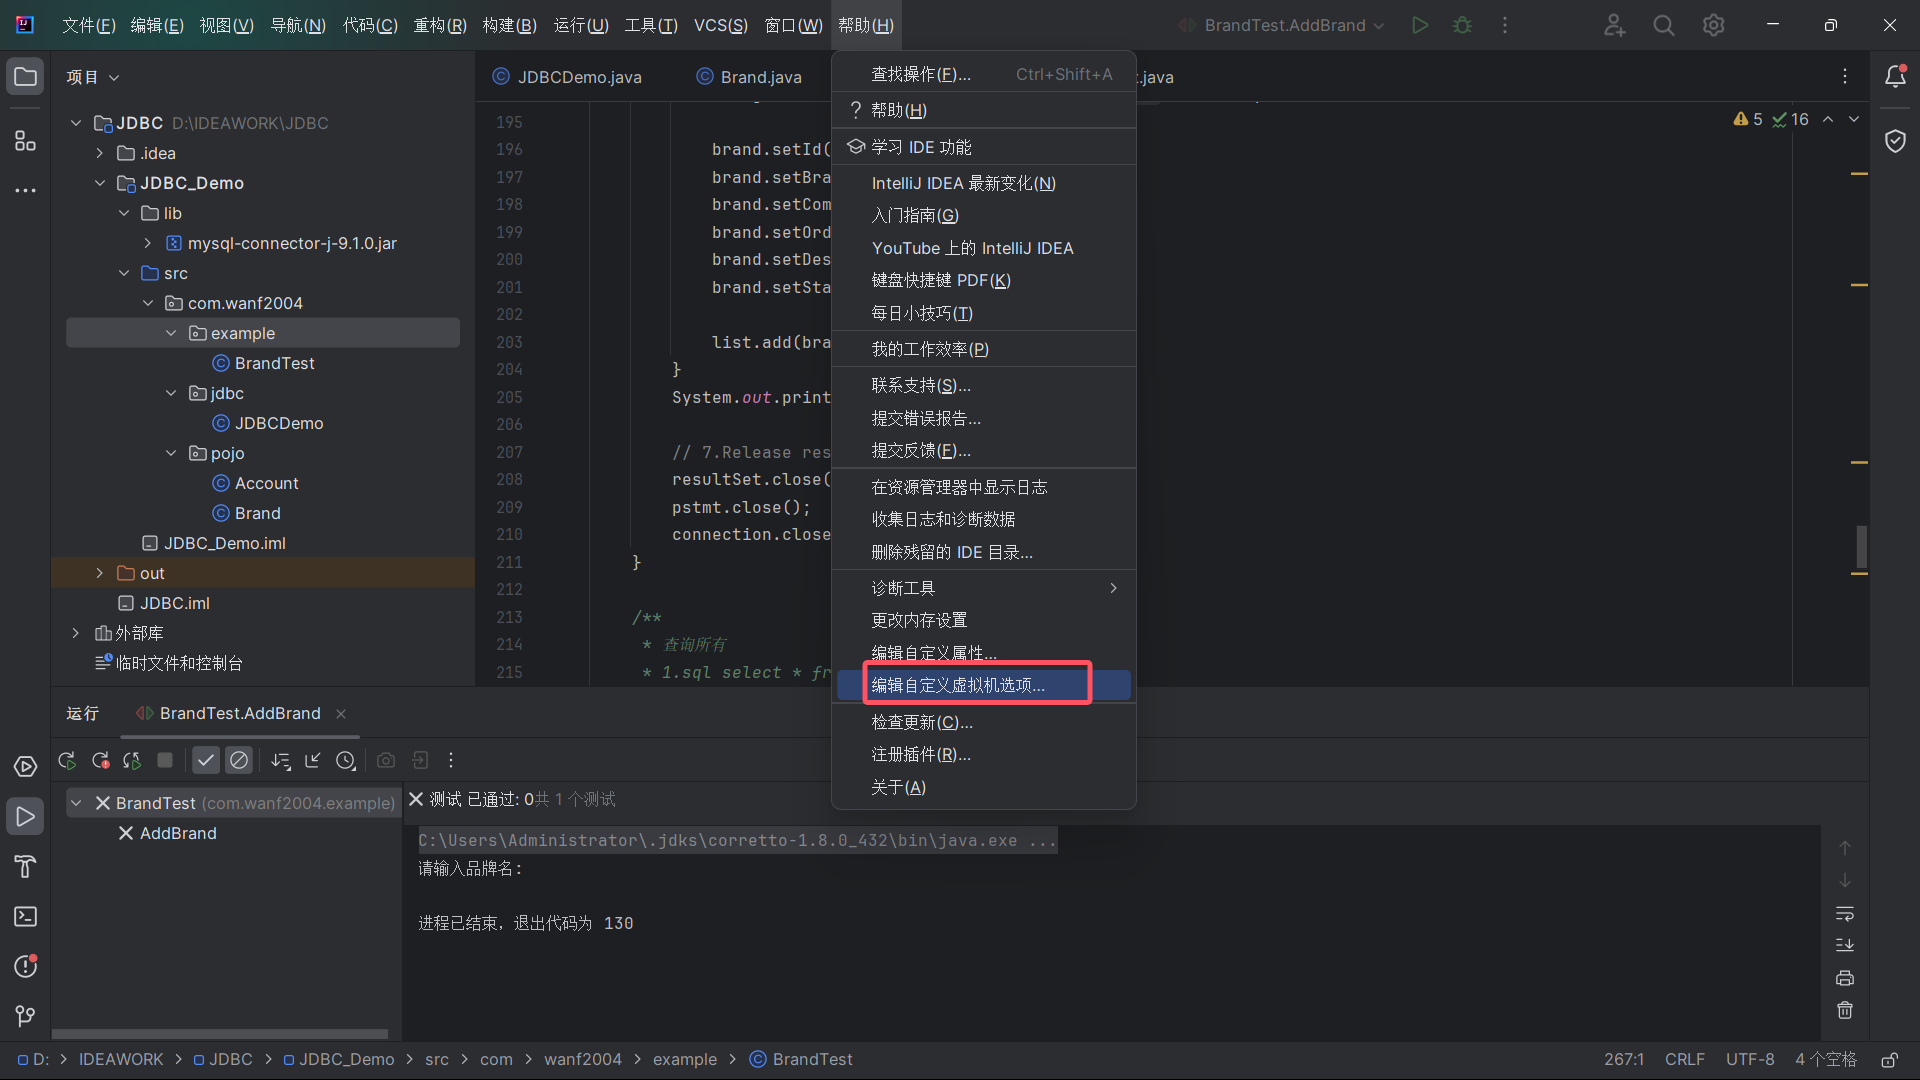 文件(F) 编辑(E) 视图(V) 导航(N) 代码(C) 重构(R) 构建(B) 运行(U) 工具(T) VCS(S) 窗口(W) 帮助(H) BrandTest.AddBrand
项目
JDBC D:\IDEAWORK\JDBC
.idea
JDBC_Demo
lib
mysql-connector-j-9.1.0.jar
src
com.wanf2004
example
BrandTest
jdbc
JDBCDemo
pojo
Account
Brand
JDBC_Demo.iml
out
JDBC.iml
外部库
临时文件和控制台
JDBCDemo.java Brand.java t.java
5 16
195
196 brand.setId(
197 brand.setBra
198 brand.setCom
199 brand.setOrd
200 brand.setDes
201 brand.setSta
202
203 list.add(bra
204 }
205 System.out.print
206
207 // 7.Release res
208 resultSet.close(
209 pstmt.close();
210 connection.close
211 }
212
213 /**
214 * 查询所有
215 * 1.sql select * fr
查找操作(F)... Ctrl+Shift+A
? 帮助(H)
学习 IDE 功能
IntelliJ IDEA 最新变化(N)
入门指南(G)
YouTube 上的 IntelliJ IDEA
键盘快捷键 PDF(K)
每日小技巧(T)
我的工作效率(P)
联系支持(S)...
提交错误报告...
提交反馈(F)...
在资源管理器中显示日志
收集日志和诊断数据
删除残留的 IDE 目录...
诊断工具
更改内存设置
编辑自定义属性...
编辑自定义虚拟机选项...
检查更新(C)...
注册插件(R)...
关于(A)
运行 BrandTest.AddBrand
BrandTest (com.wanf2004.example)
AddBrand
测试 已通过: 0共 1 个测试
C:\Users\Administrator\.jdks\corretto-1.8.0_432\bin\java.exe ...
请输入品牌名:
进程已结束，退出代码为 130
D: IDEAWORK JDBC JDBC_Demo src com wanf2004 example BrandTest
267:1 CRLF UTF-8 4 个空格